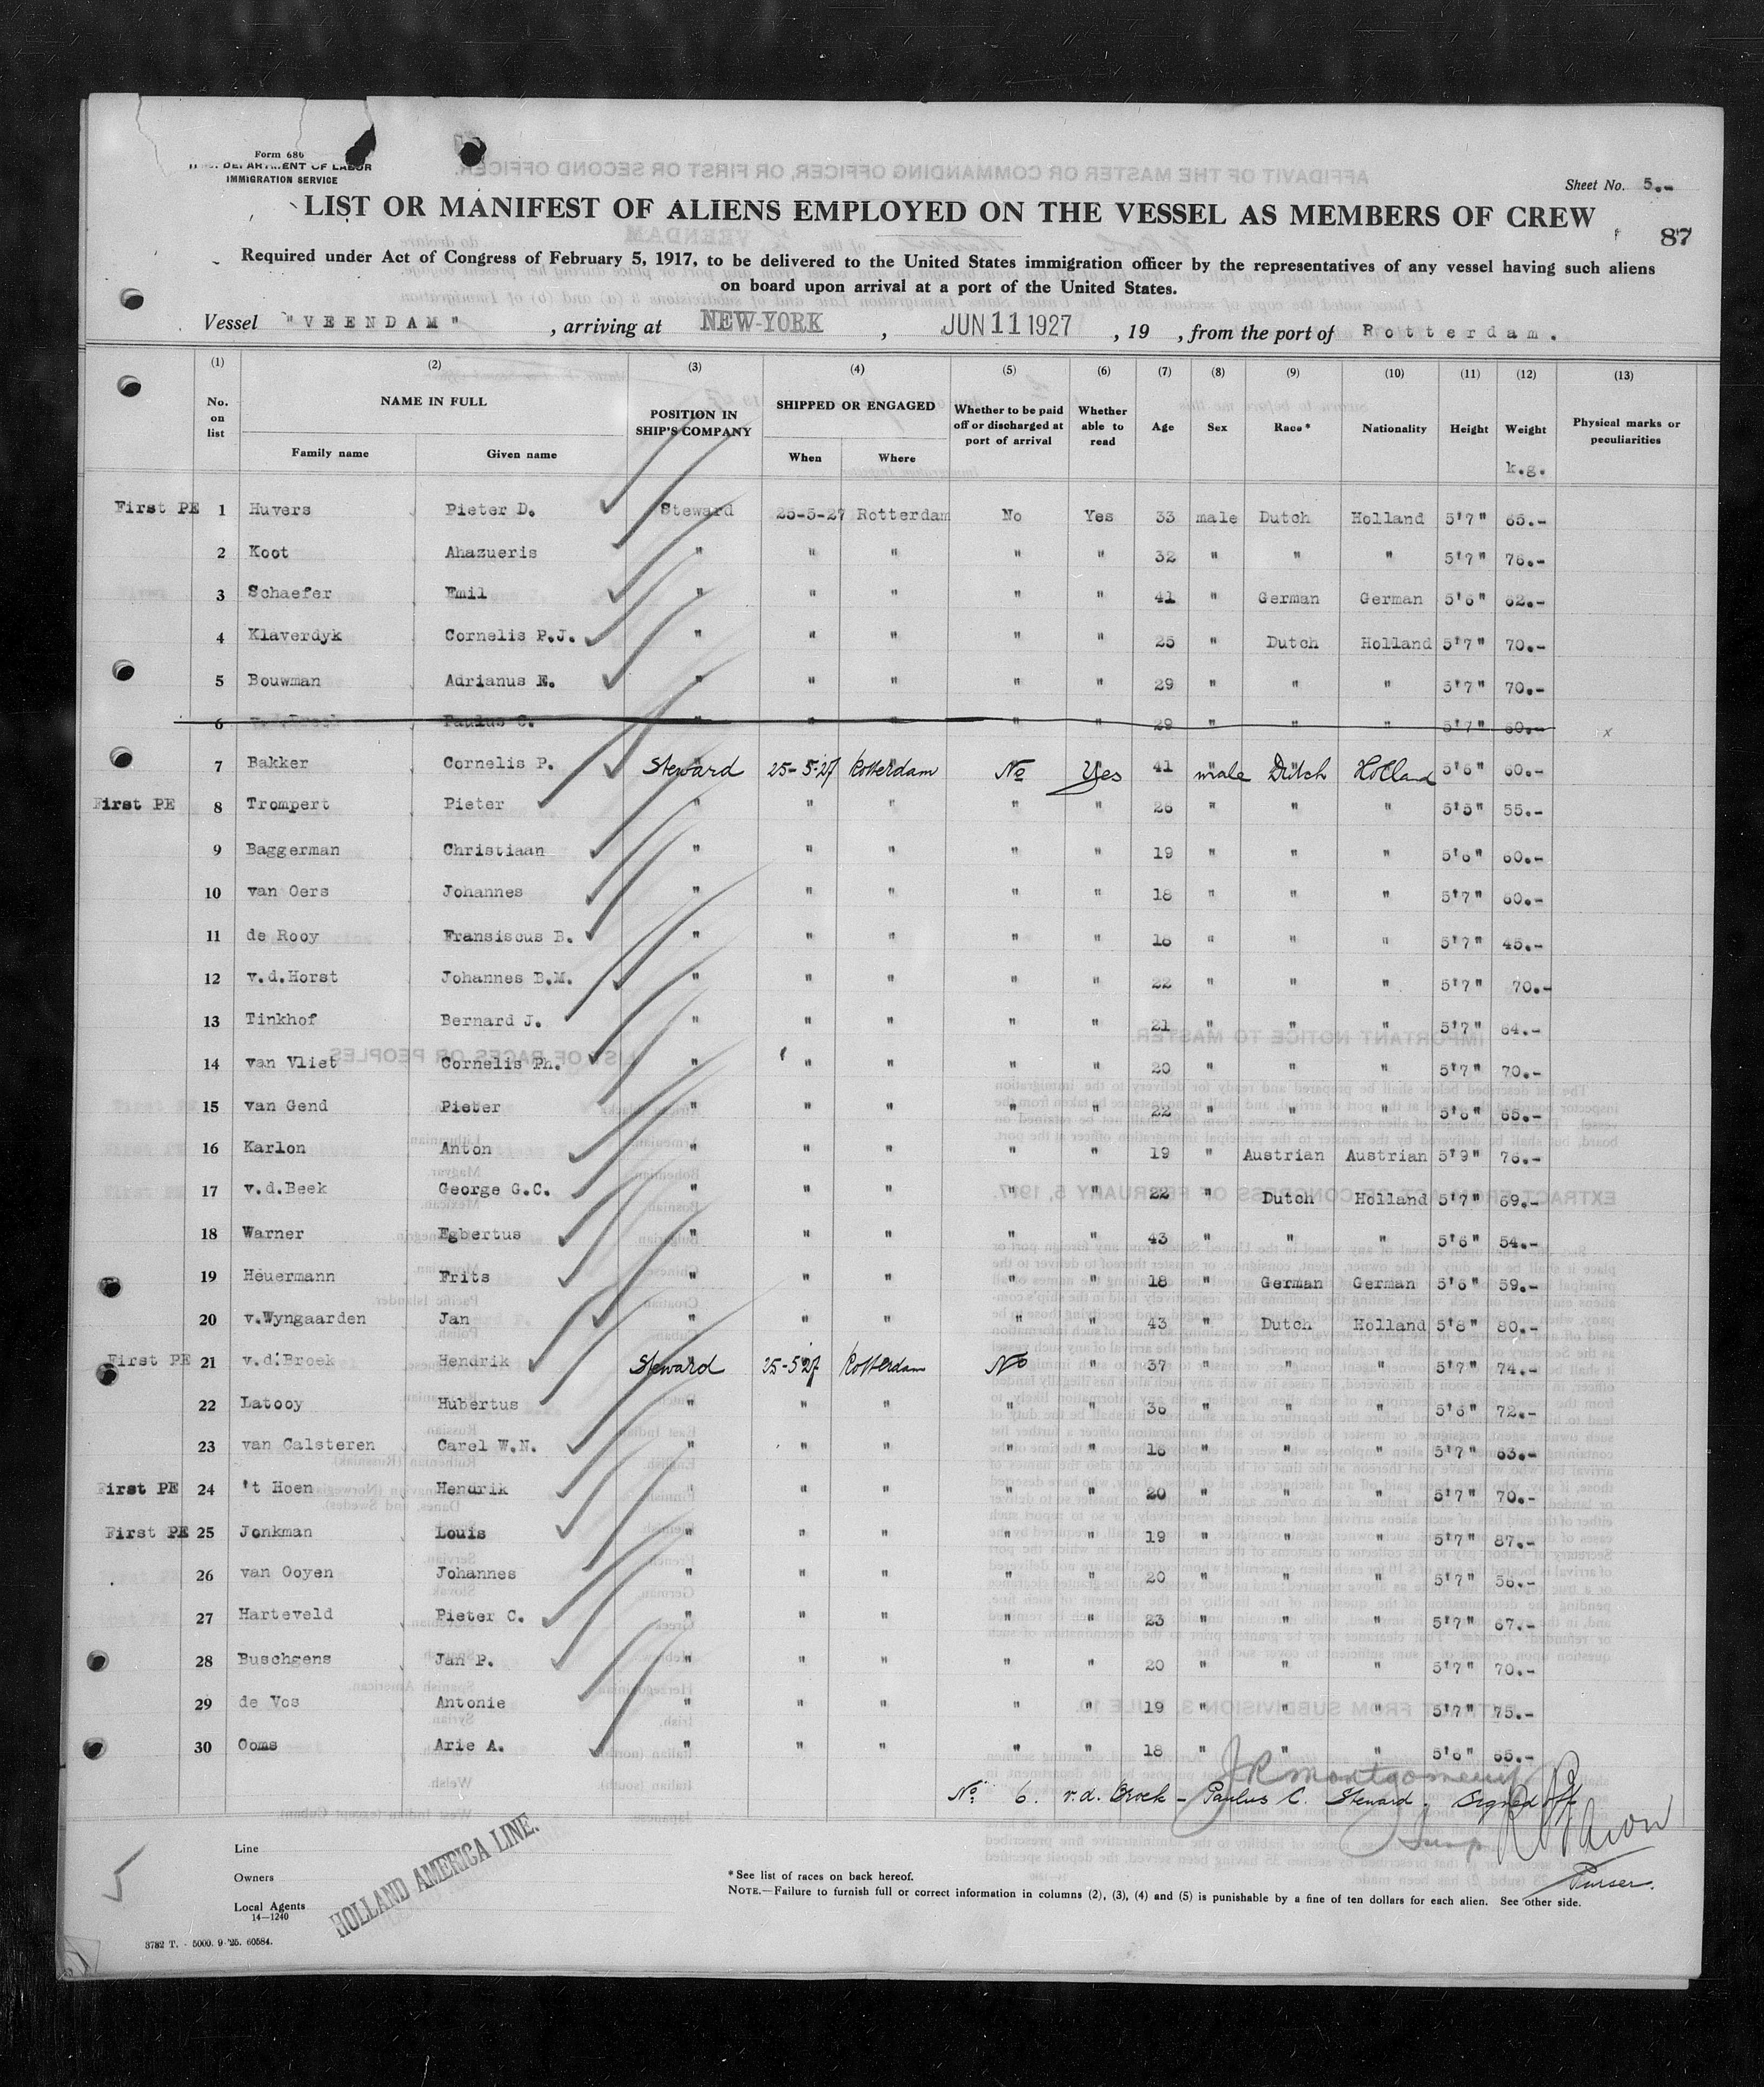 Form 686
U.S. DEPARTMENT OF LABOR
IMMIGRATION SERVICE
Sheet No. 5.-
LIST OR MANIFEST OF ALIENS EMPLOYED ON THE VESSEL AS MEMBERS OF CREW
87
Required under Act of Congress of February 5, 1917, to be delivered to the United States immigration officer by the representatives of any vessel having such aliens
on board upon arrival at a port of the United States.
Vessel "VEENDAM", arriving at NEW-YORK, JUN 11 1927, 19 , from the port of Rotterdam.
(1) (2) (3) (4) (5) (6) (7) (8) (9) (10) (11) (12) (13)
No. on list NAME IN FULL Family name Given name POSITION IN SHIP'S COMPANY SHIPPED OR ENGAGED When Where Whether to be paid off or discharged at port of arrival Whether able to read Age Sex Race* Nationality Height Weight k.g. Physical marks or peculiarities
First PE 1 Huvers Pieter D. Steward 25-5-27 Rotterdam No Yes 33 male Dutch Holland 5'7" 65.-
2 Koot Ahazueris " " " " " 32 " " " 5'7" 76.-
3 Schaefer Emil " " " " " 41 " German German 5'6" 62.-
4 Klaverdyk Cornelis P.J. " " " " " 25 " Dutch Holland 5'7" 70.-
5 Bouwman Adrianus E. " " " " " 29 " " " 5'7" 70.-
6 v.d.Broek Paulus C. " " " " " 29 " " " 5'7" 60.-
7 Bakker Cornelis P. Steward 25-5-27 Rotterdam No Yes 41 male Dutch Holland 5'6" 60.-
First PE 8 Trompert Pieter " " " " " 26 " " " 5'5" 55.-
9 Baggerman Christiaan " " " " " 19 " " " 5'6" 60.-
10 van Oers Johannes " " " " " 18 " " " 5'7" 60.-
11 de Rooy Fransiscus B. " " " " " 18 " " " 5'7" 45.-
12 v.d.Horst Johannes B.M. " " " " " 22 " " " 5'7" 70.-
13 Tinkhof Bernard J. " " " " " 21 " " " 5'7" 64.-
14 van Vliet Cornelis Ph. " " " " " 20 " " " 5'7" 70.-
15 van Gend Pieter " " " " " 22 " " " 5'6" 65.-
16 Karlon Anton " " " " " 19 " Austrian Austrian 5'9" 76.-
17 v.d.Beek George G.C. " " " " " 22 " Dutch Holland 5'7" 69.-
18 Warner Egbertus " " " " " 43 " " " 5'6" 54.-
19 Heuermann Frits " " " " " 18 " German German 5'6" 59.-
20 v.Wyngaarden Jan " " " " " 43 " Dutch Holland 5'8" 80.-
First PE 21 v.d.Broek Hendrik Steward 25-5-27 Rotterdam No " 37 " " " 5'7" 74.-
22 Latooy Hubertus " " " " " 36 " " " 5'6" 72.-
23 van Calsteren Carel W.N. " " " " " 18 " " " 5'7" 63.-
First PE 24 't Hoen Hendrik " " " " " 20 " " " 5'7" 70.-
First PE 25 Jonkman Louis " " " " " 19 " " " 5'7" 87.-
26 van Ooyen Johannes " " " " " 20 " " " 5'7" 56.-
27 Harteveld Pieter C. " " " " " 23 " " " 5'7" 67.-
28 Buschgens Jan P. " " " " " 20 " " " 5'7" 70.-
29 de Vos Antonie " " " " " 19 " " " 5'7" 75.-
30 Ooms Arie A. " " " " " 18 " " " 5'6" 65.-
J R Montgomery
No. 6. v.d. Broek - Paulus C. Steward. Signed off
Insp
Purser.
5
Line
Owners
Local Agents
HOLLAND AMERICA LINE.
14-1240
* See list of races on back hereof.
NOTE.—Failure to furnish full or correct information in columns (2), (3), (4) and (5) is punishable by a fine of ten dollars for each alien. See other side.
3782 T. - 5000. 9-'25. 60584.